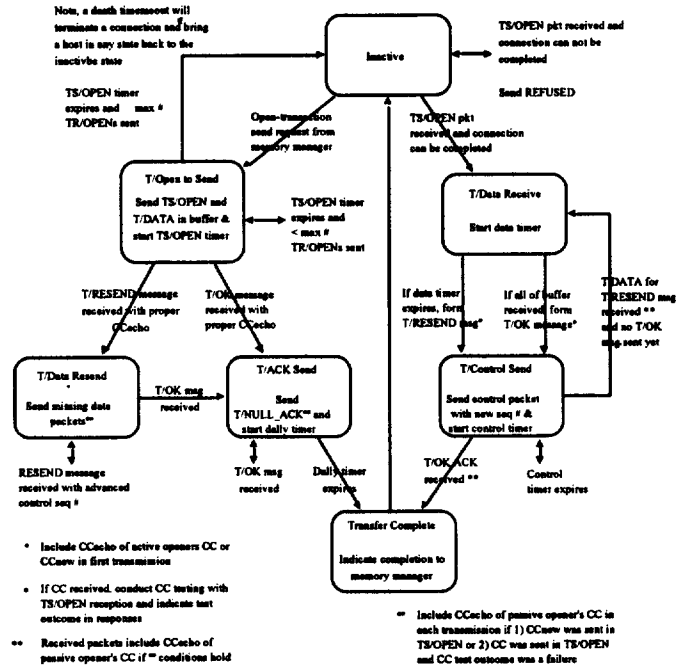 Note, a death timemeout will
terminate a connection and bring
a host in any state back to the
inactivbe state
Inactive
TS/OPEN pkt received and
connection can not be
completed
Send REFUSED
TS/OPEN timer
expires and max #
TR/OPENs sent
Open-transaction
send request from
memory manager
TS/OPEN pkt
received and connection
can be completed
T/Open to Send
Send TS/OPEN and
T/DATA in buffer &
start TS/OPEN timer
TS/OPEN timer
expires and
< max #
TR/OPENs sent
T/Data Receive
Start data timer
T/RESEND message
received with proper
CCecho
T/OK message
received with
proper CCecho
If data timer
expires, form
T/RESEND msg*
If all of buffer
received, form
T/OK message*
T/DATA for
T/RESEND msg
received **
and no T/OK
msg sent yet
T/Data Resend
Send missing data
packets""
T/OK msg
received
T/ACK Send
Send
T/NULL_ACK"" and
start dally timer
T/Control Send
Send control packet
with new seq # &
start control timer
RESEND message
received with advanced
control seq #
T/OK msg
received
Dally timer
expires
T/OK ACK
received **
Control
timer expires
Transfer Complete
Indicate completion to
memory manager
* Include CCecho of active openers CC or
CCnew in first transmission
• If CC received, conduct CC testing with
TS/OPEN reception and indicate test
outcome in responses
** Received packets include CCecho of
passive opener's CC if "" conditions hold
"" Include CCecho of passive opener's CC in
each transmission if 1) CCnew was sent in
TS/OPEN or 2) CC was sent in TS/OPEN
and CC test outcome was a failure